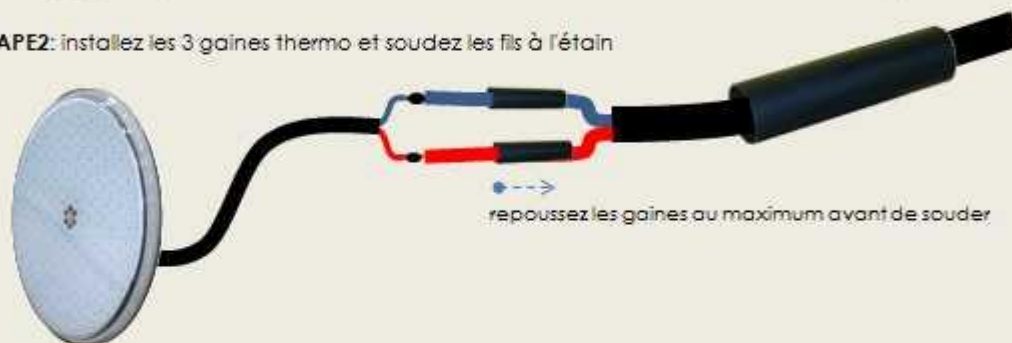 APE2: installez les 3 gaines thermo et soudez les fils à l'étain
repoussez les gaines au maximum avant de souder